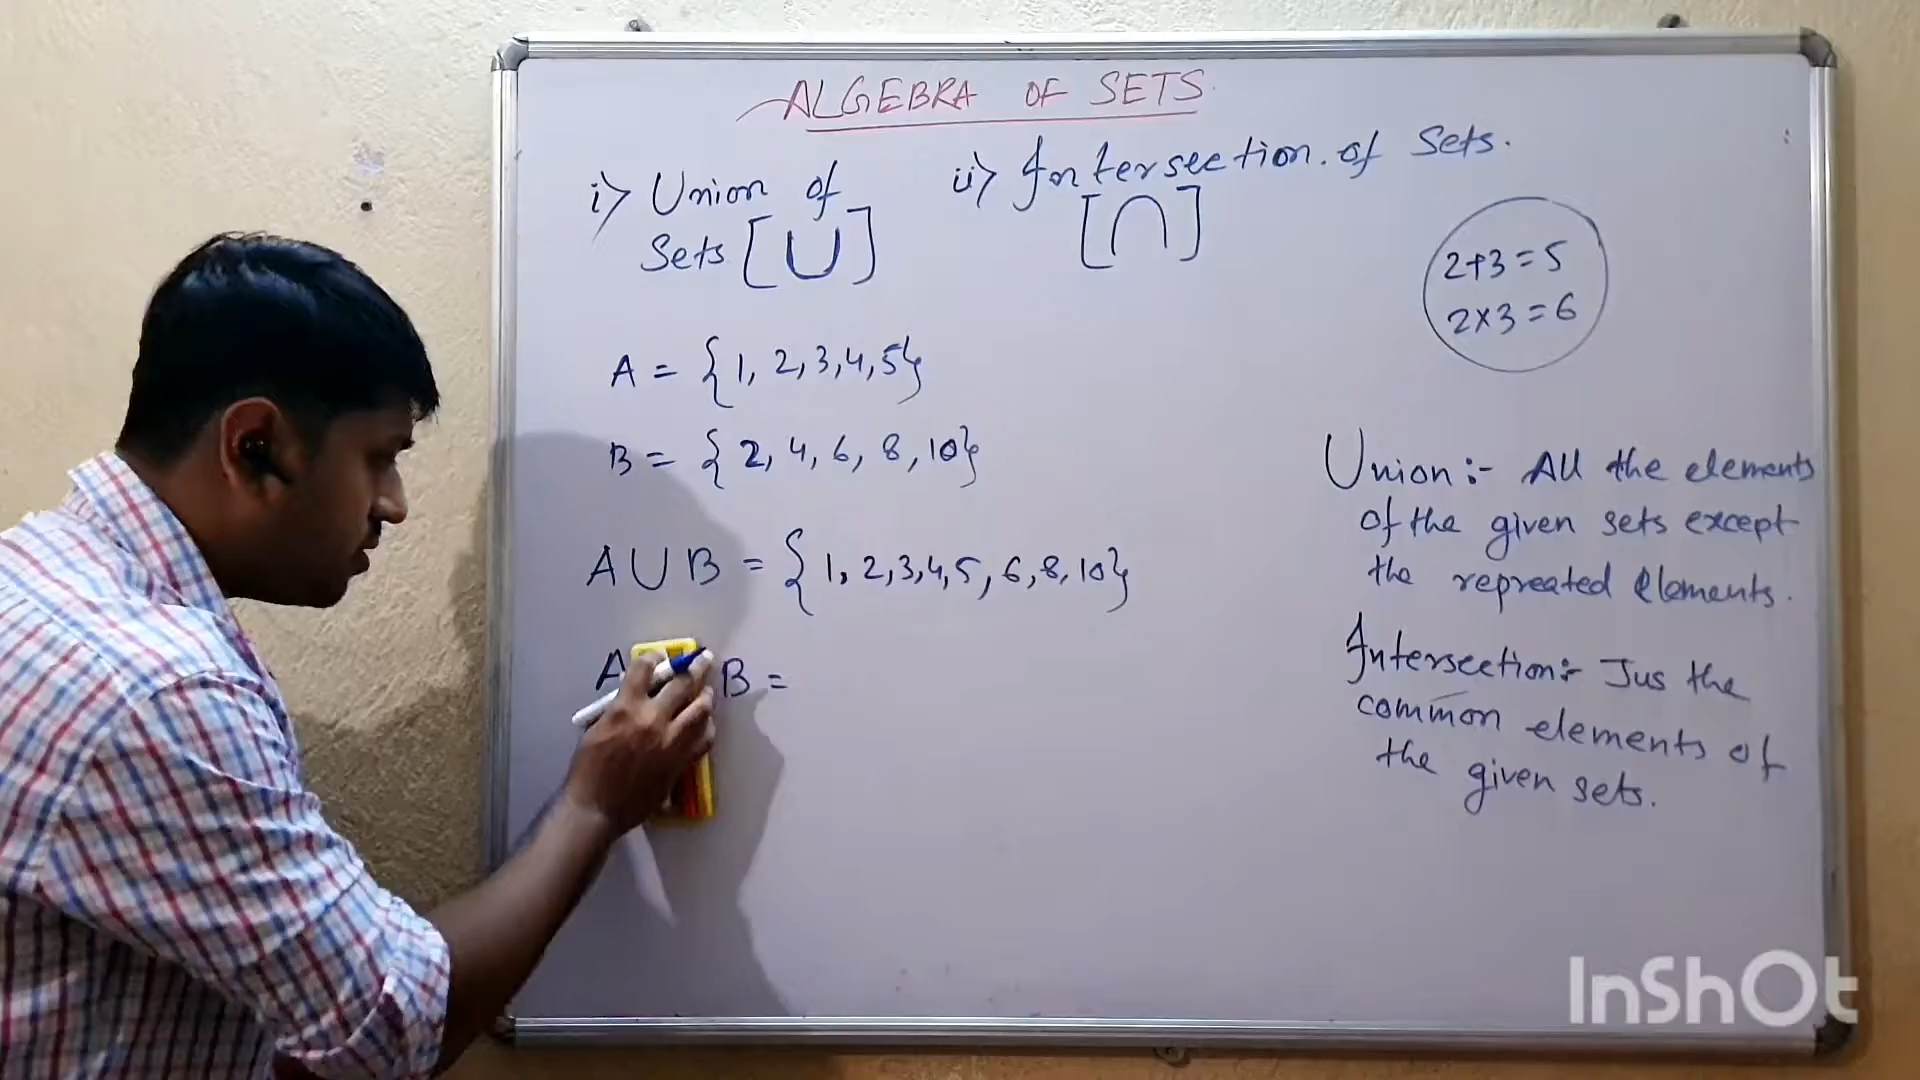 ALGEBRA OF SETS
i> Union of
Sets [∪]
ii> Intersection of Sets.
[∩]
2+3=5
2×3=6
A = {1, 2,3,4,5}
B = {2, 4, 6, 8, 10}
A ∪ B = {1, 2,3,4,5, 6,8,10}
A B =
Union:- All the elements
of the given sets except
the repreated elements.
Intersection:- Jus the
common elements of
the given sets.
InShOt